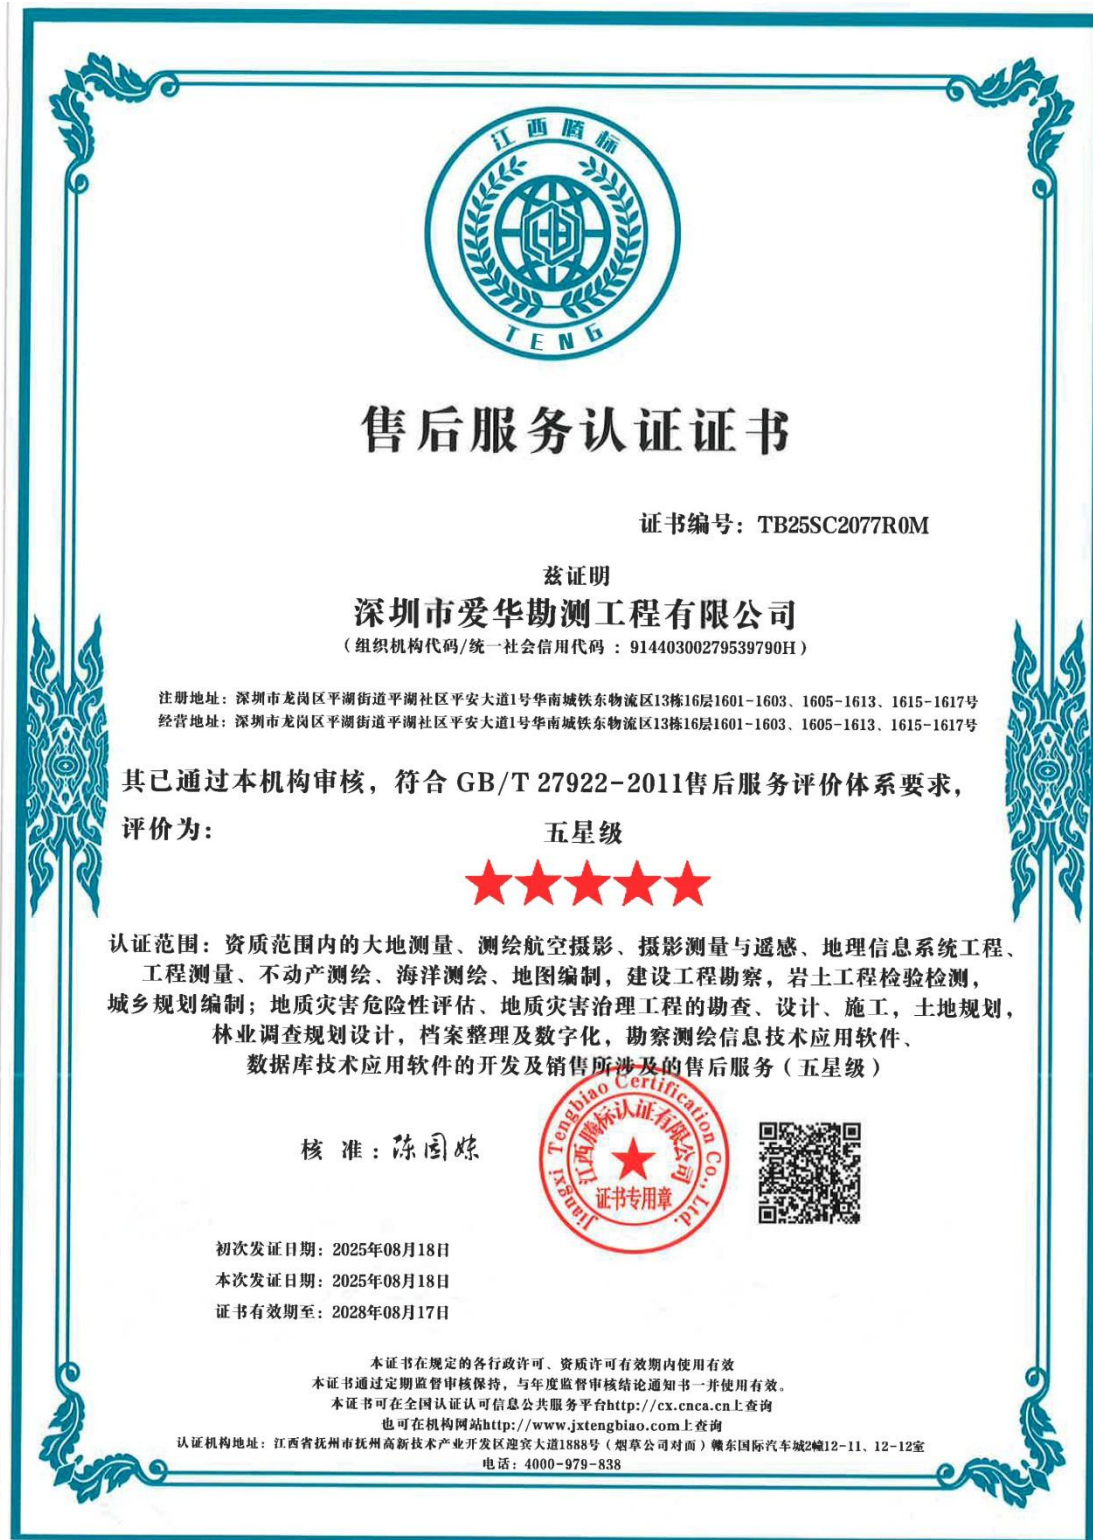 江西腾标
TENG
售后服务认证证书
证书编号：TB25SC2077R0M
兹证明
深圳市爱华勘测工程有限公司
（组织机构代码/统一社会信用代码 ：91440300279539790H）
注册地址：深圳市龙岗区平湖街道平湖社区平安大道1号华南城铁东物流区13栋16层1601-1603、1605-1613、1615-1617号
经营地址：深圳市龙岗区平湖街道平湖社区平安大道1号华南城铁东物流区13栋16层1601-1603、1605-1613、1615-1617号
其已通过本机构审核，符合 GB/T 27922-2011售后服务评价体系要求，
评价为： 五星级
认证范围：资质范围内的大地测量、测绘航空摄影、摄影测量与遥感、地理信息系统工程、
工程测量、不动产测绘、海洋测绘、地图编制，建设工程勘察，岩土工程检验检测，
城乡规划编制；地质灾害危险性评估、地质灾害治理工程的勘查、设计、施工，土地规划，
林业调查规划设计，档案整理及数字化，勘察测绘信息技术应用软件、
数据库技术应用软件的开发及销售所涉及的售后服务（五星级）
Jiangxi Tengbiao Certification Co., Ltd.
江西腾标认证有限公司
证书专用章
核 准：
初次发证日期：2025年08月18日
本次发证日期：2025年08月18日
证书有效期至：2028年08月17日
本证书在规定的各行政许可、资质许可有效期内使用有效
本证书通过定期监督审核保持，与年度监督审核结论通知书一并使用有效。
本证书可在全国认证认可信息公共服务平台http://cx.cnca.cn上查询
也可在机构网站http://www.jxtengbiao.com上查询
认证机构地址：江西省抚州市抚州高新技术产业开发区迎宾大道1888号（烟草公司对面）赣东国际汽车城2幢12-11、12-12室
电话：4000-979-838